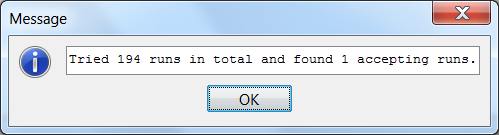 Message
Tried 194 runs in total and found 1 accepting runs.
OK